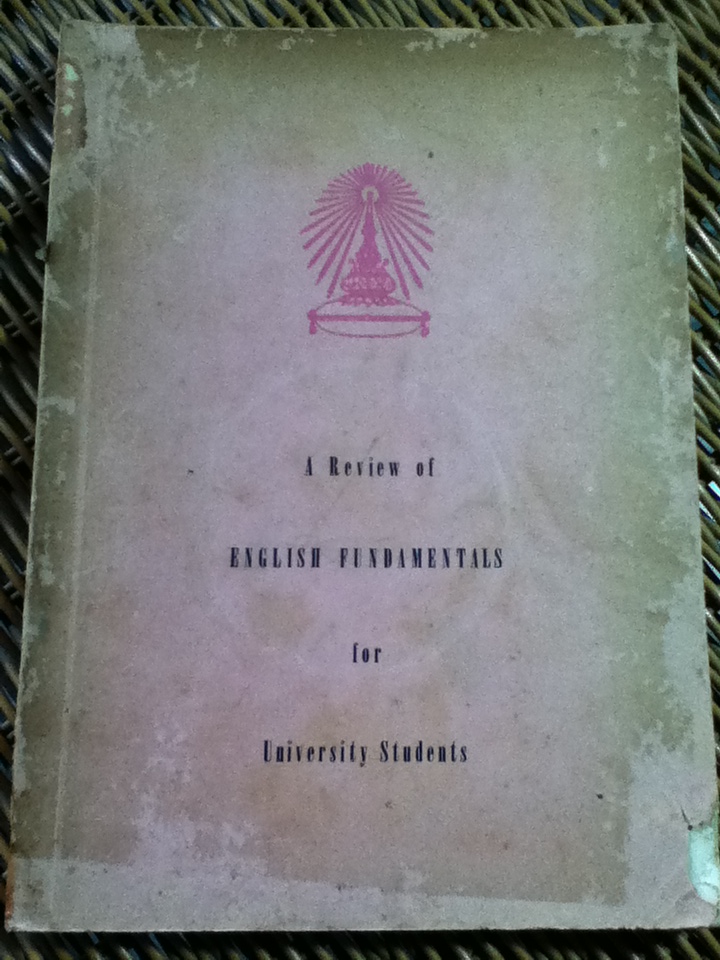 A Review of
ENGLISH FUNDAMENTALS
for
University Students